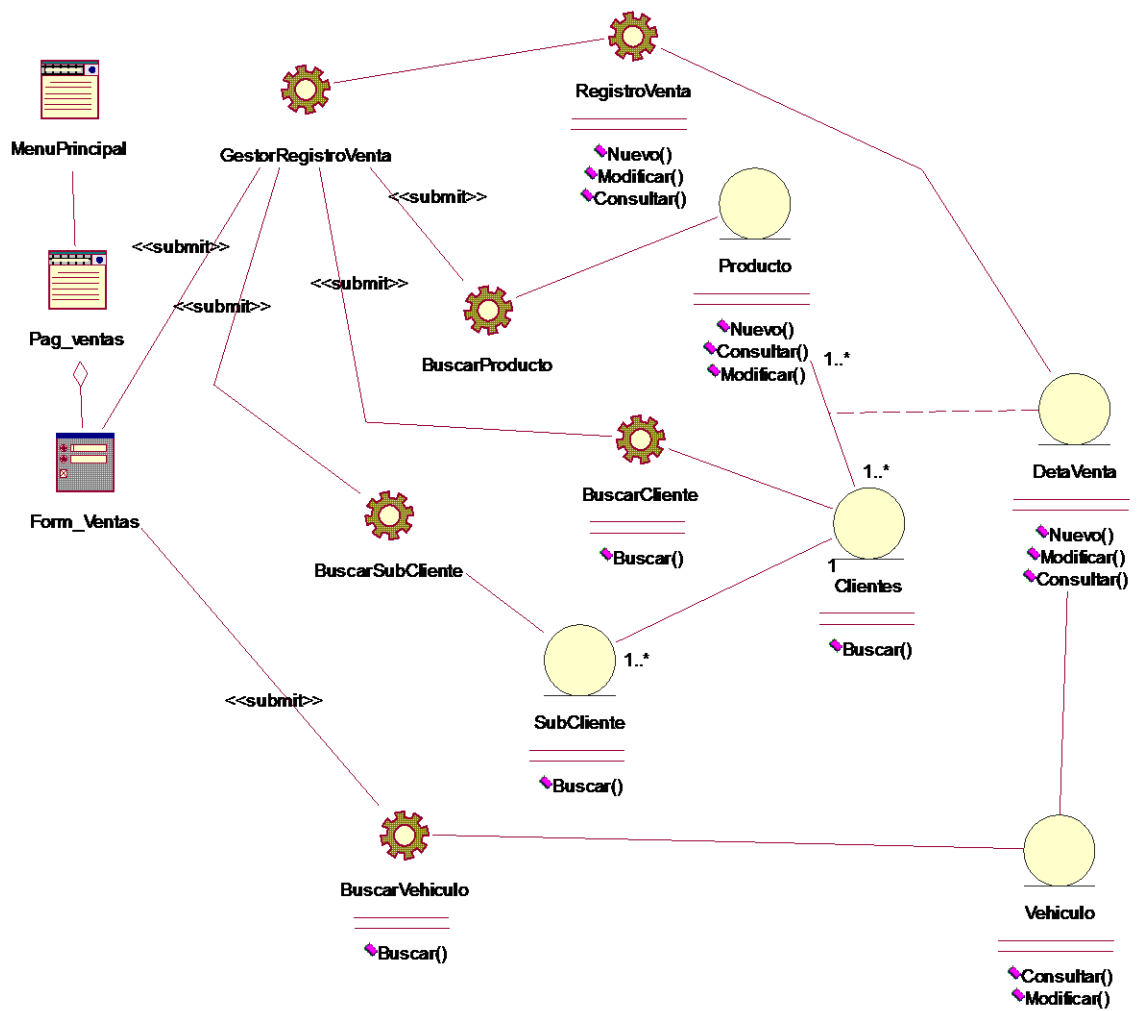 RegistroVenta
Nuevo()
Modificar()
Consultar()
MenuPrincipal
GestorRegistroVenta
<<submit>>
<<submit>>
<<submit>>
<<submit>>
Producto
Nuevo()
Consultar()
Modificar()
1..*
1..*
Pag_ventas
BuscarProducto
Form_Ventas
BuscarCliente
Buscar()
DetaVenta
Nuevo()
Modificar()
Consultar()
BuscarSubCliente
1
Clientes
Buscar()
1..*
SubCliente
Buscar()
<<submit>>
BuscarVehiculo
Buscar()
Vehiculo
Consultar()
Modificar()